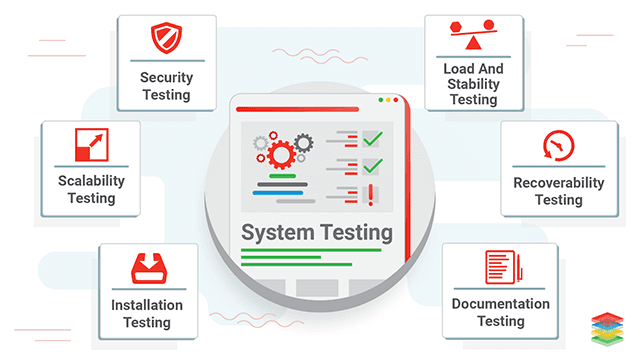 Security
Testing
Load And
Stability
Testing
Scalability
Testing
Recoverability
Testing
System Testing
Installation
Testing
Documentation
Testing